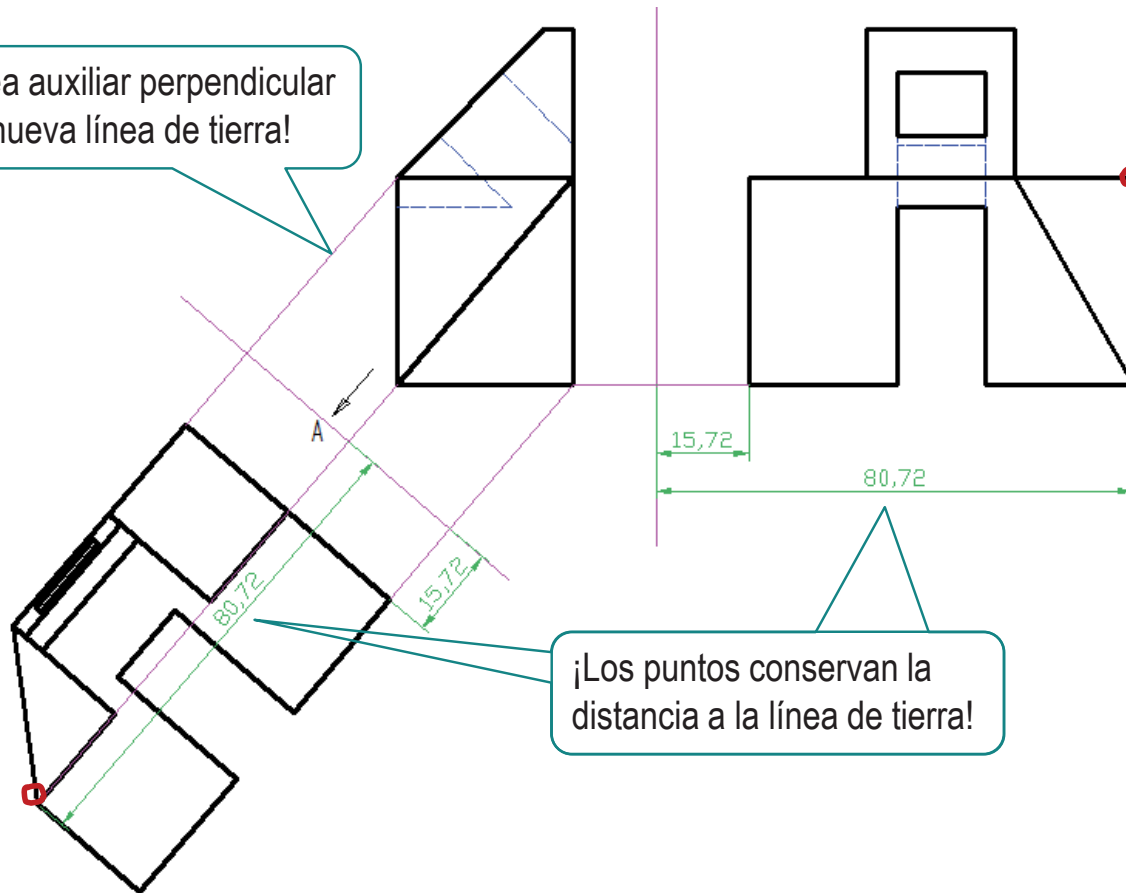 ea auxiliar perpendicular
nueva línea de tierra!
A
15,72
80,72
80,72
15,72
¡Los puntos conservan la
distancia a la línea de tierra!